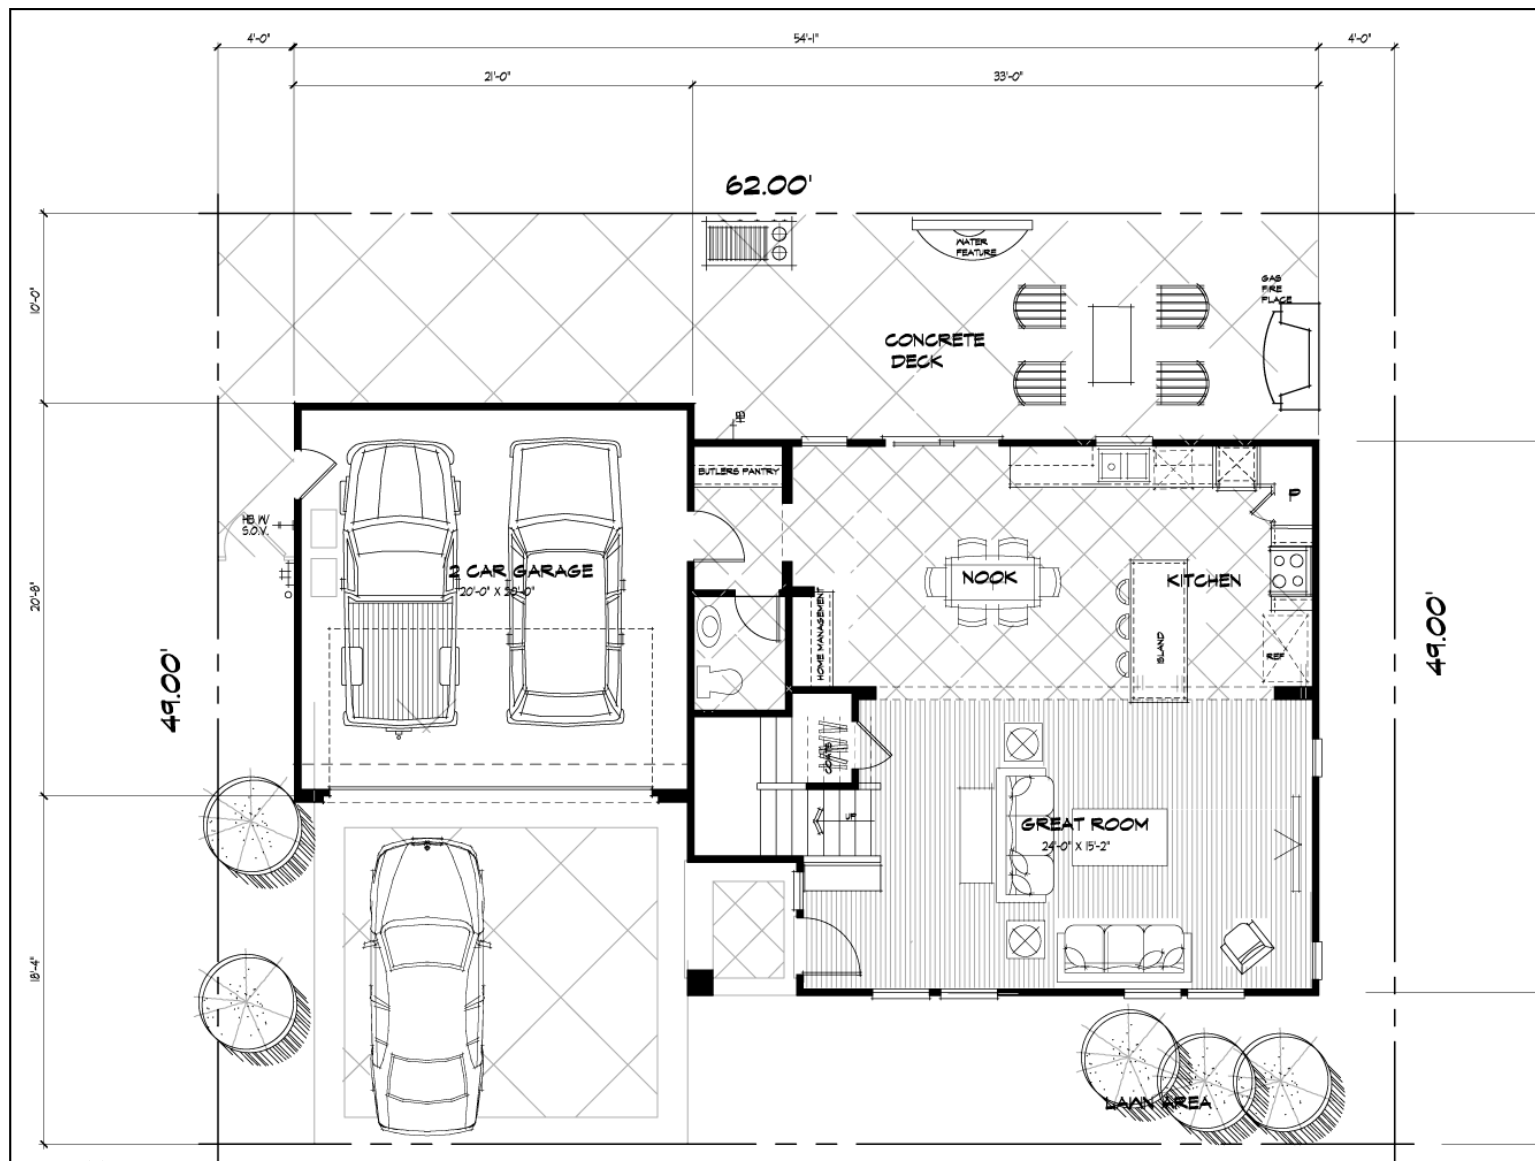 4'-0"
54'-1"
4'-0"
21'-0"
33'-0"
62.00'
WATER
FEATURE
GAS
FIRE
PLACE
10'-0"
CONCRETE
DECK
HB
BUTLERS PANTRY
P
HB W/
S.O.V.
2 CAR GARAGE
NOOK
KITCHEN
20'-8"
HOME MANAGEMENT
ISLAND
REF
49.00'
49.00'
COATS
UP
GREAT ROOM
24'-0" X 15'-2"
18'-4"
LAWN AREA